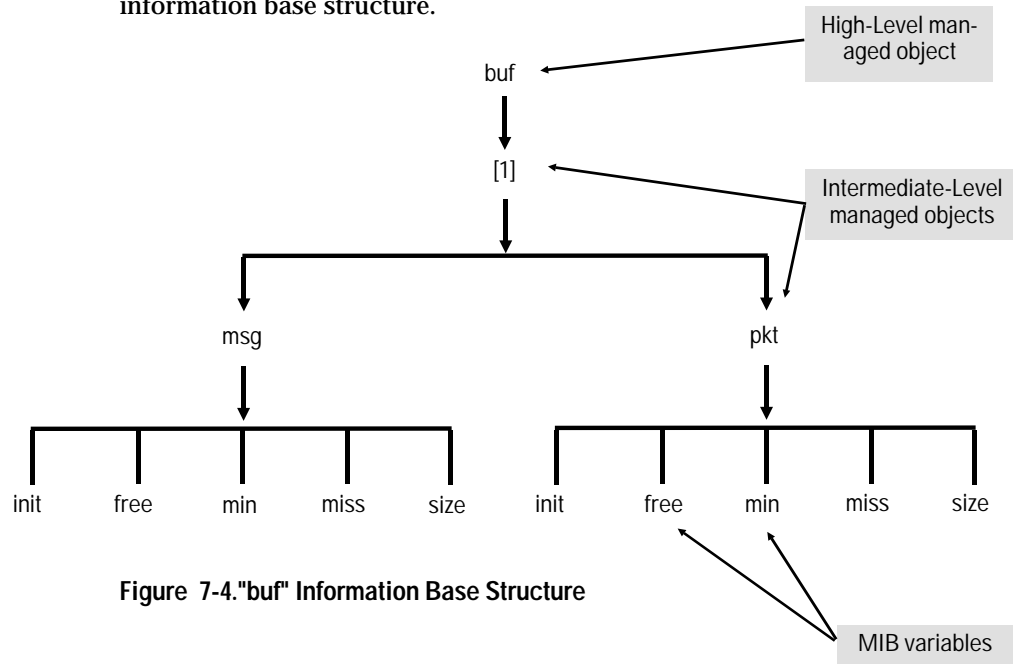 information base structure.
High-Level man-
aged object
buf
[1]
Intermediate-Level
managed objects
msg
pkt
init free min miss size init free min miss size
Figure 7-4."buf" Information Base Structure
MIB variables